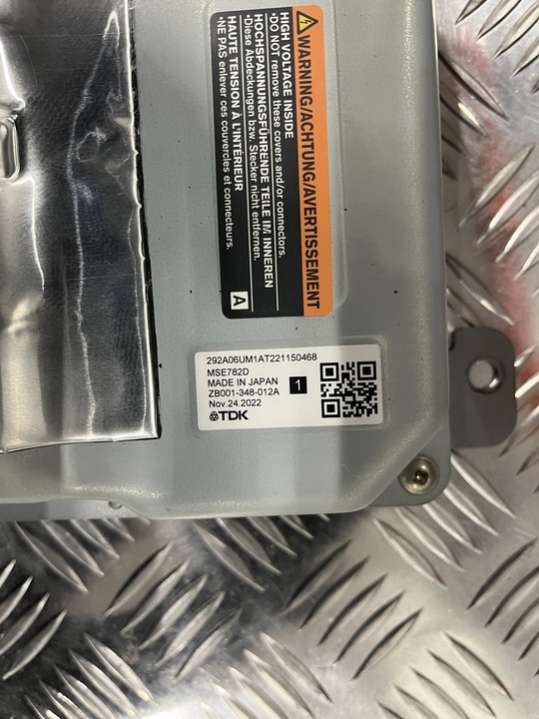 WARNING/ACHTUNG/AVERTISSEMENT
HIGH VOLTAGE INSIDE
•DO NOT remove these covers and/or connectors.
HOCHSPANNUNGSFÜHRENDE TEILE IM INNEREN
•Diese Abdeckungen bzw. Stecker nicht entfernen.
HAUTE TENSION À L'INTÉRIEUR
•NE PAS enlever ces couvercles et connecteurs.
A
292A06UM1AT221150468
MSE782D
MADE IN JAPAN 1
ZB001-348-012A
Nov.24.2022
TDK